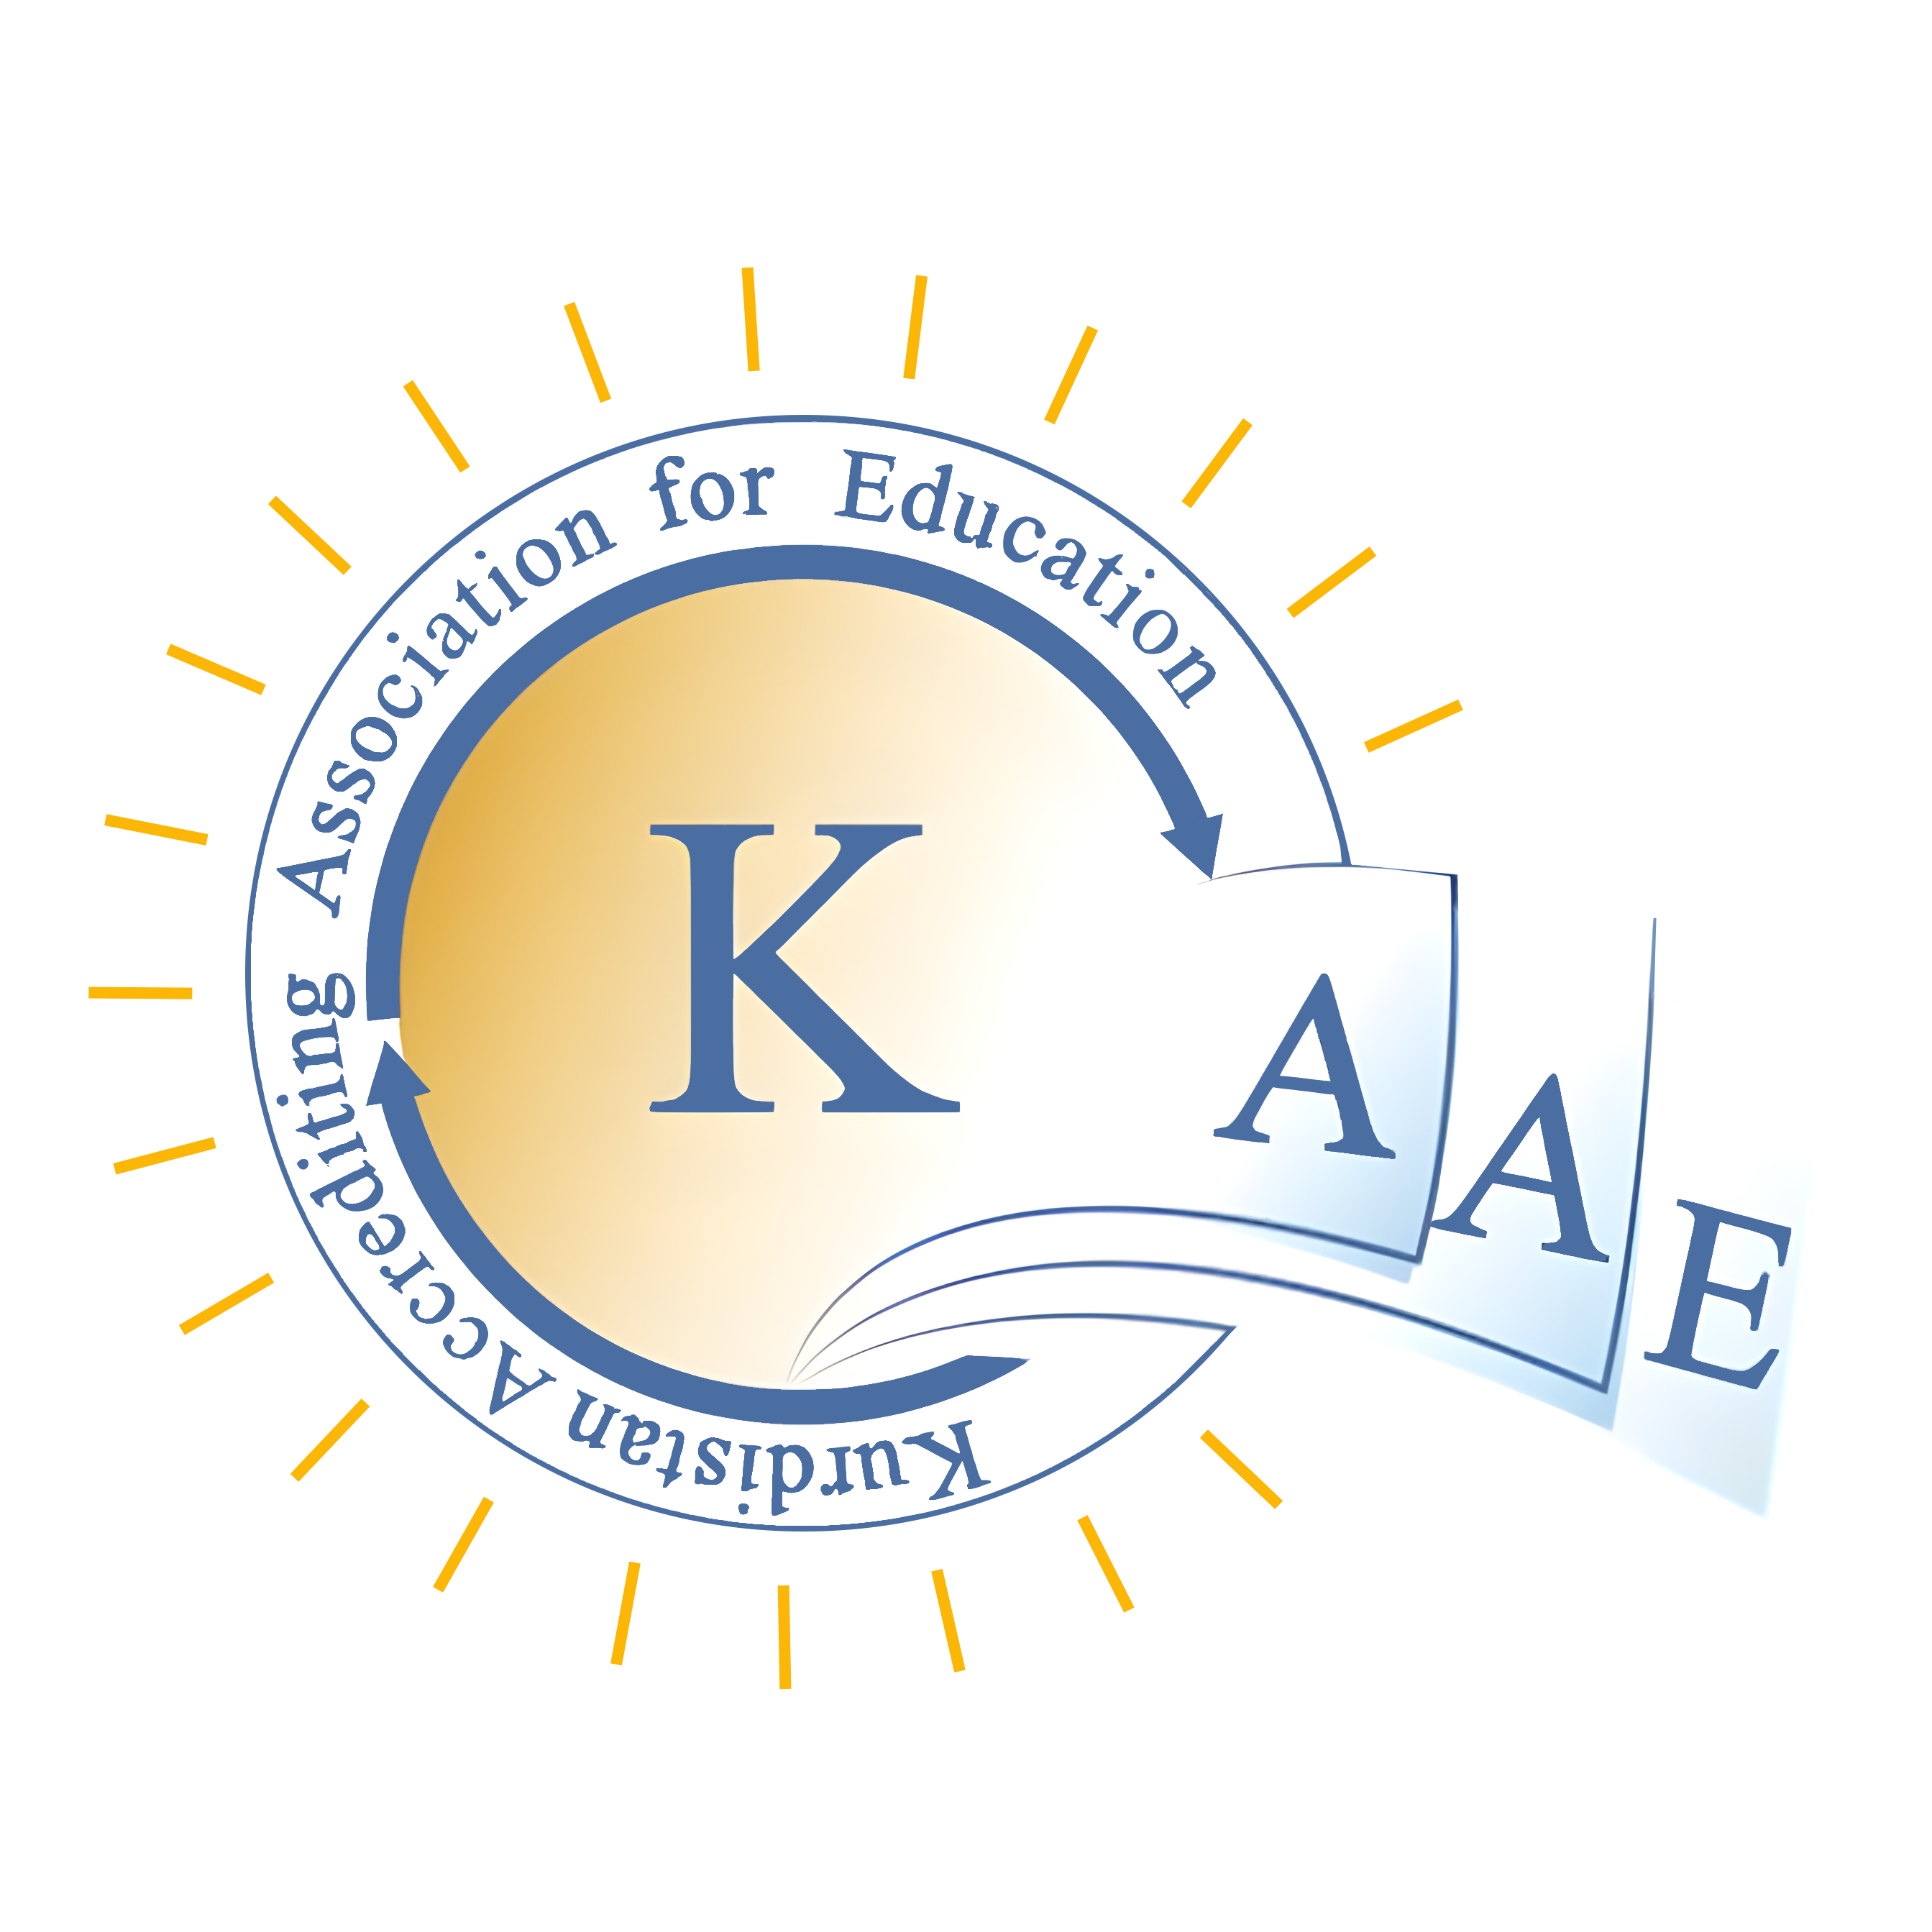 Kurdistan Accrediting Association for Education
K
A
A
E